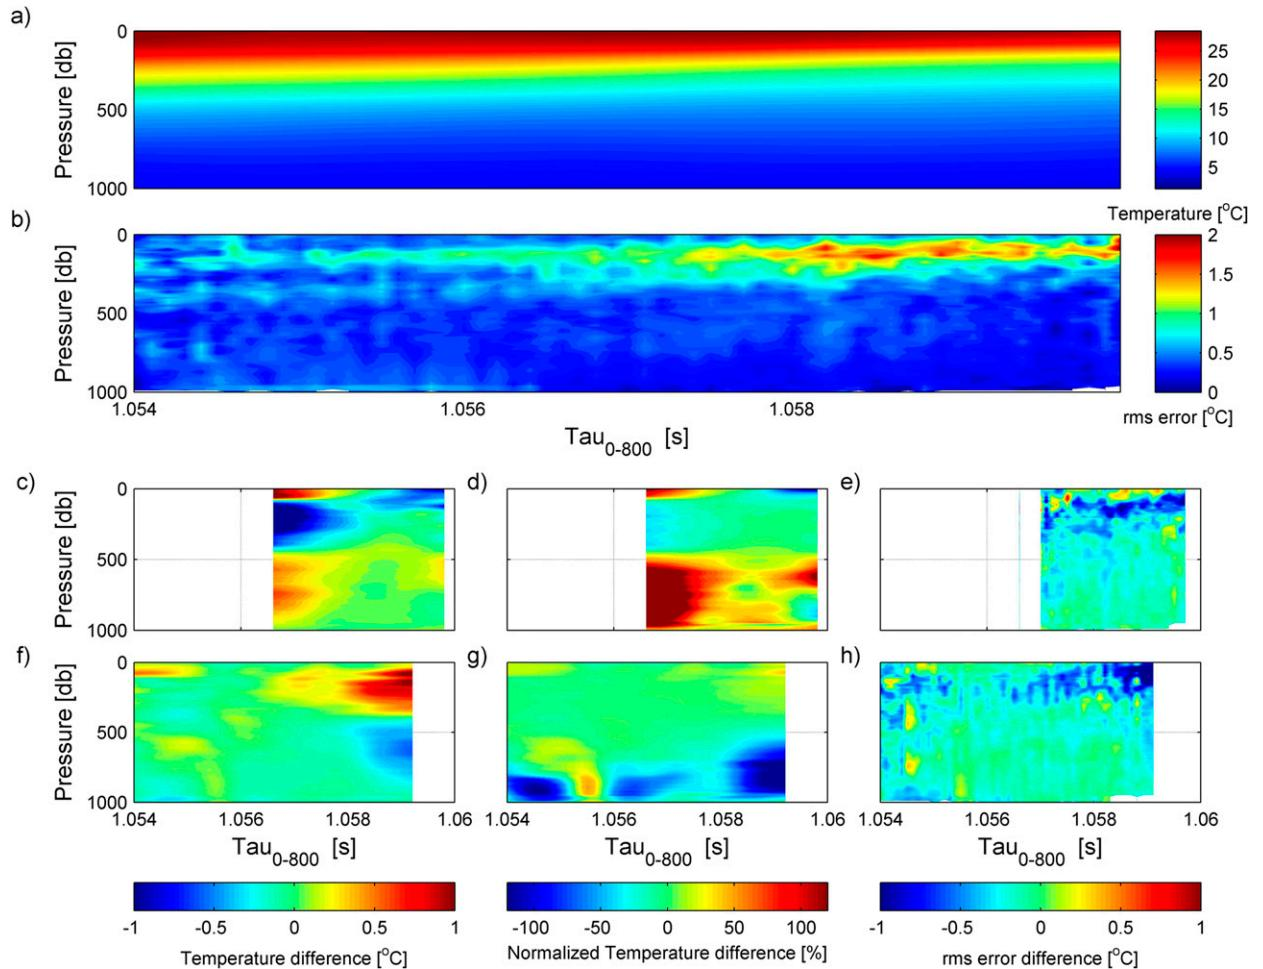 a)
0
500
1000
Pressure [db]
25
20
15
10
5
Temperature [°C]
b)
0
500
1000
Pressure [db]
1.054
1.056
1.058
Tau0-800 [s]
2
1.5
1
0.5
0
rms error [°C]
c)
0
500
1000
Pressure [db]
d)
e)
f)
0
500
1000
Pressure [db]
1.054 1.056 1.058 1.06
Tau0-800 [s]
g)
1.054 1.056 1.058 1.06
Tau0-800 [s]
h)
1.054 1.056 1.058 1.06
Tau0-800 [s]
-1 -0.5 0 0.5 1
Temperature difference [°C]
-100 -50 0 50 100
Normalized Temperature difference [%]
-1 -0.5 0 0.5 1
rms error difference [°C]